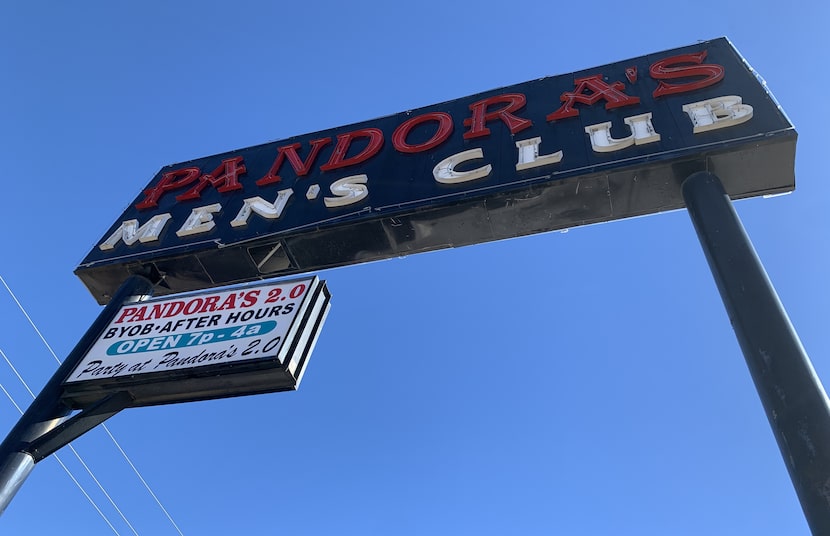 PANDORA'S
MEN'S CLUB
PANDORA'S 2.0
BYOB•AFTER HOURS
OPEN 7p - 4a
Party at Pandora's 2.0